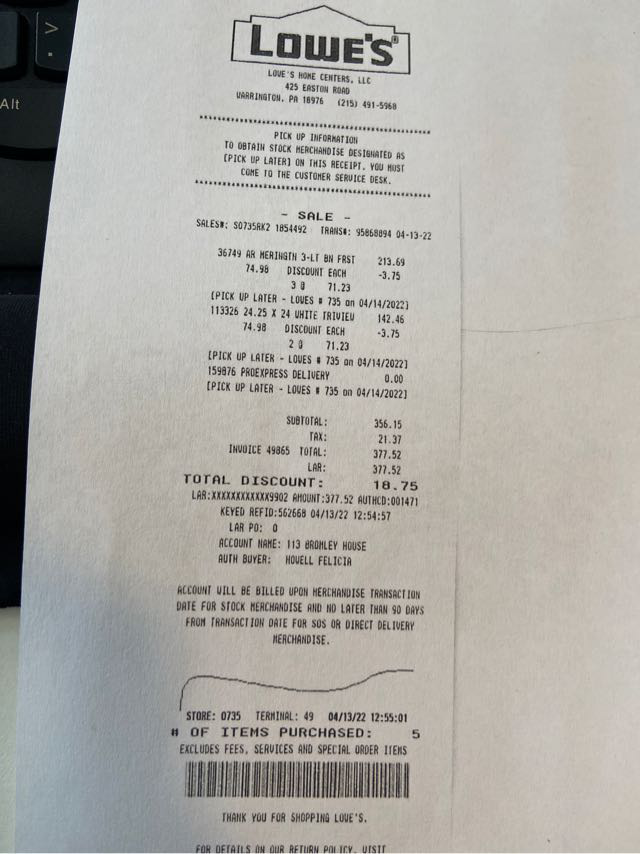 >
.
Alt
LOWE'S®
LOWE'S HOME CENTERS, LLC
425 EASTON ROAD
WARRINGTON, PA 18976 (215) 491-5968
PICK UP INFORMATION
TO OBTAIN STOCK MERCHANDISE DESIGNATED AS
[PICK UP LATER] ON THIS RECEIPT, YOU MUST
COME TO THE CUSTOMER SERVICE DESK.
- SALE -
SALES#: S0735RK2 1854492 TRANS#: 95868894 04-13-22
36749 AR MERINGTN 3-LT BN FRST 213.69
74.98 DISCOUNT EACH -3.75
3 @ 71.23
[PICK UP LATER - LOWES # 735 on 04/14/2022]
113326 24.25 X 24 WHITE TRIVIEW 142.46
74.98 DISCOUNT EACH -3.75
2 @ 71.23
[PICK UP LATER - LOWES # 735 on 04/14/2022]
159876 PROEXPRESS DELIVERY 0.00
[PICK UP LATER - LOWES # 735 on 04/14/2022]
SUBTOTAL: 356.15
TAX: 21.37
INVOICE 49865 TOTAL: 377.52
LAR: 377.52
TOTAL DISCOUNT: 18.75
LAR:XXXXXXXXXXXX9902 AMOUNT:377.52 AUTHCD:001471
KEYED REFID:562668 04/13/22 12:54:57
LAR PO: 0
ACCOUNT NAME: 113 BROMLEY HOUSE
AUTH BUYER: HOWELL FELICIA
ACCOUNT WILL BE BILLED UPON MERCHANDISE TRANSACTION
DATE FOR STOCK MERCHANDISE AND NO LATER THAN 90 DAYS
FROM TRANSACTION DATE FOR SOS OR DIRECT DELIVERY
MERCHANDISE.
STORE: 0735 TERMINAL: 49 04/13/22 12:55:01
# OF ITEMS PURCHASED: 5
EXCLUDES FEES, SERVICES AND SPECIAL ORDER ITEMS
THANK YOU FOR SHOPPING LOWE'S.
FOR DETAILS ON OUR RETURN POLICY, VISIT